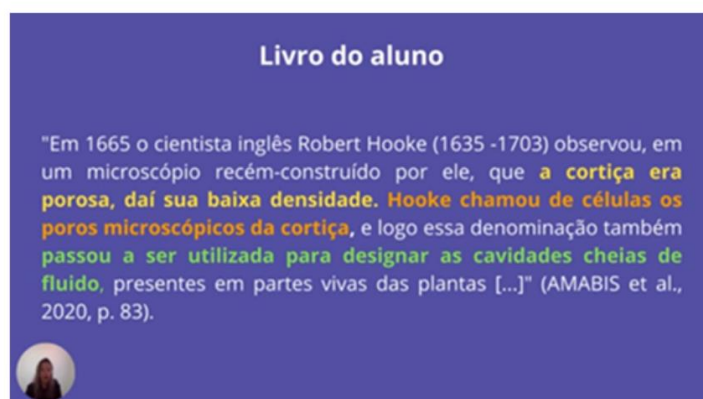 Livro do aluno
"Em 1665 o cientista inglês Robert Hooke (1635 -1703) observou, em
um microscópio recém-construído por ele, que a cortiça era
porosa, daí sua baixa densidade. Hooke chamou de células os
poros microscópicos da cortiça, e logo essa denominação também
passou a ser utilizada para designar as cavidades cheias de
fluido, presentes em partes vivas das plantas [...]" (AMABIS et al.,
2020, p. 83).